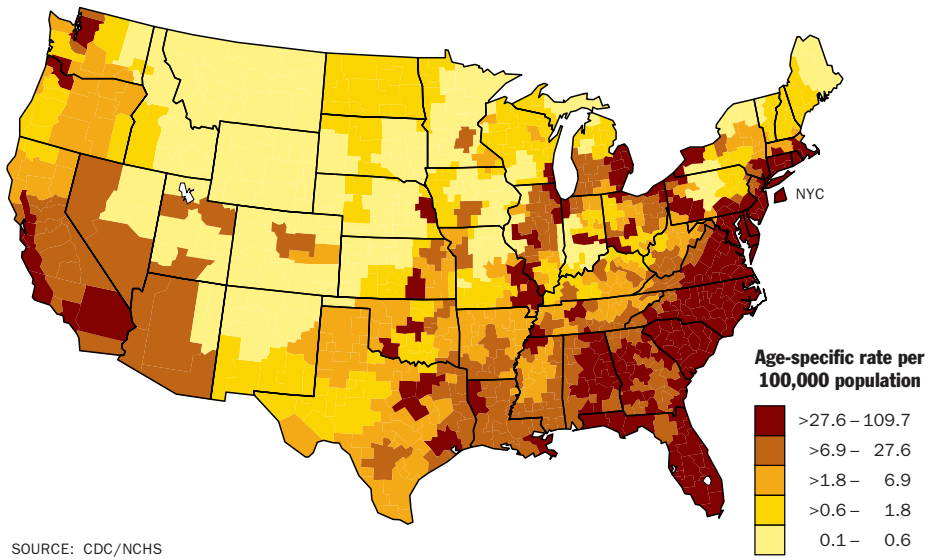 NYC
Age-specific rate per
100,000 population
>27.6 – 109.7
>6.9 – 27.6
>1.8 – 6.9
>0.6 – 1.8
0.1 – 0.6
SOURCE: CDC/NCHS